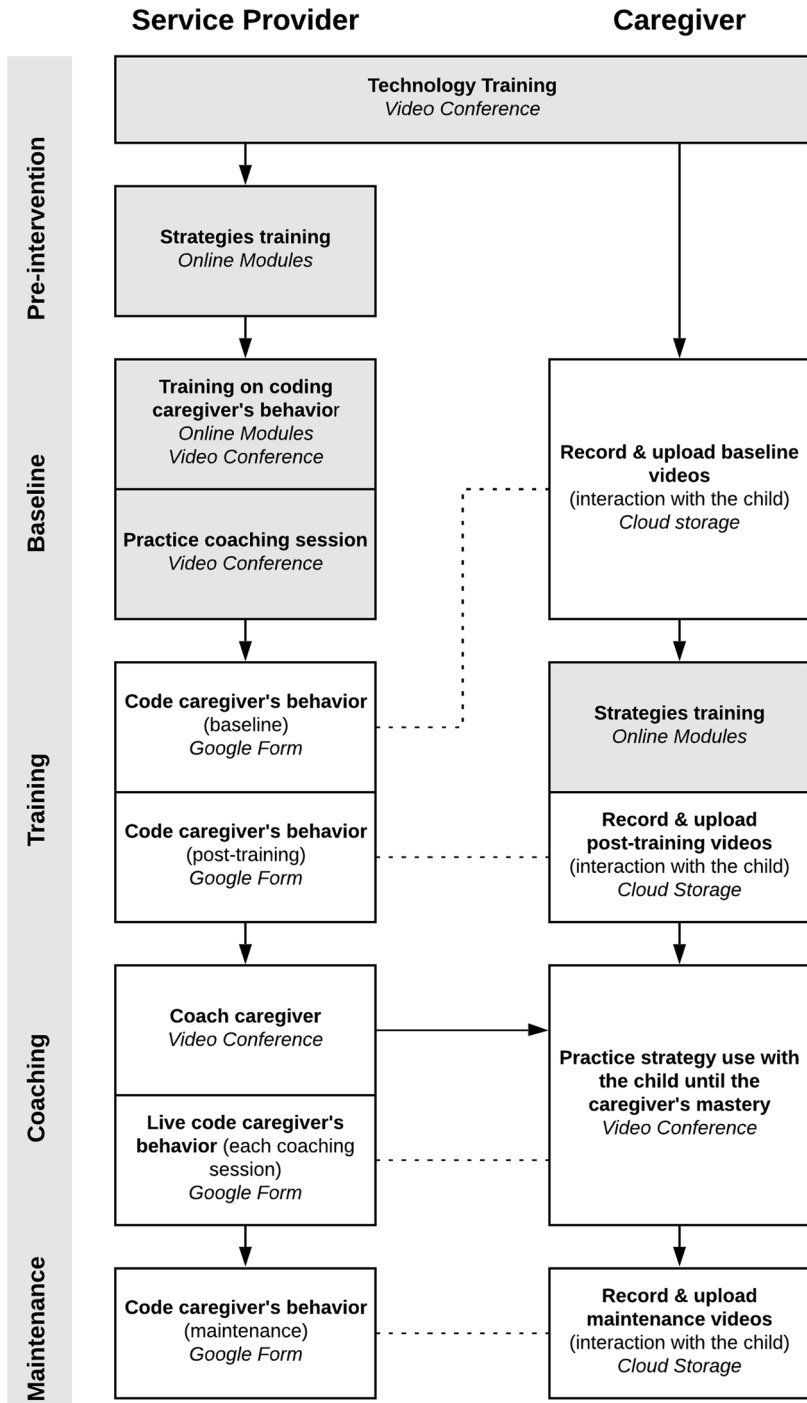 Service Provider
Caregiver
Technology Training
Video Conference
Pre-intervention
Strategies training
Online Modules
Baseline
Training on coding
caregiver's behavior
Online Modules
Video Conference
Practice coaching session
Video Conference
Record & upload baseline
videos
(interaction with the child)
Cloud storage
Training
Code caregiver's behavior
(baseline)
Google Form
Strategies training
Online Modules
Code caregiver's behavior
(post-training)
Google Form
Record & upload
post-training videos
(interaction with the child)
Cloud Storage
Coaching
Coach caregiver
Video Conference
Live code caregiver's
behavior (each coaching
session)
Google Form
Practice strategy use with
the child until the
caregiver's mastery
Video Conference
Maintenance
Code caregiver's behavior
(maintenance)
Google Form
Record & upload
maintenance videos
(interaction with the child)
Cloud Storage